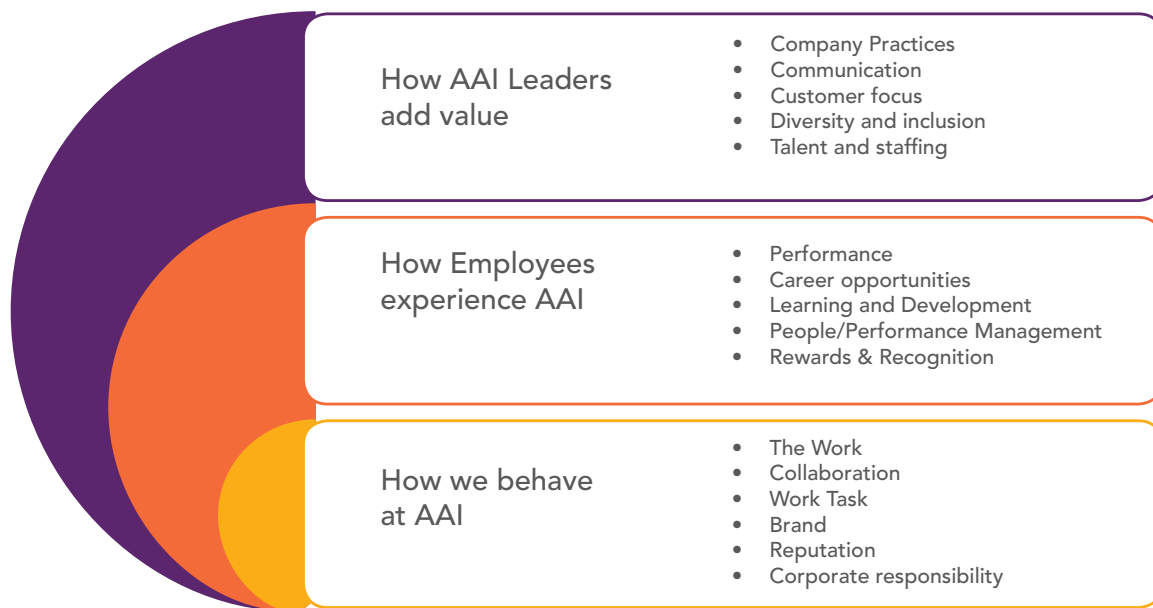 How AAI Leaders
add value
• Company Practices
• Communication
• Customer focus
• Diversity and inclusion
• Talent and staffing
How Employees
experience AAI
• Performance
• Career opportunities
• Learning and Development
• People/Performance Management
• Rewards & Recognition
How we behave
at AAI
• The Work
• Collaboration
• Work Task
• Brand
• Reputation
• Corporate responsibility